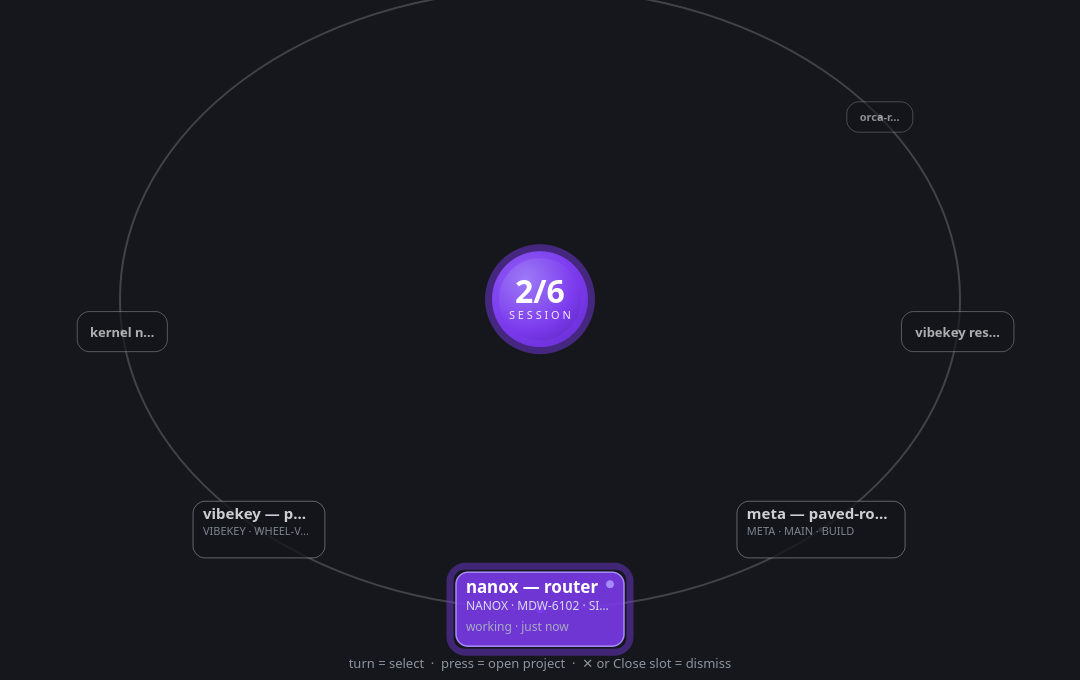 orca-r...
2/6
SESSION
kernel n...
vibekey res...
vibekey — p...
VIBEKEY · WHEEL-V...
meta — paved-ro...
META · MAIN · BUILD
nanox — router
NANOX · MDW-6102 · SI...
working · just now
turn = select · press = open project · ✕ or Close slot = dismiss